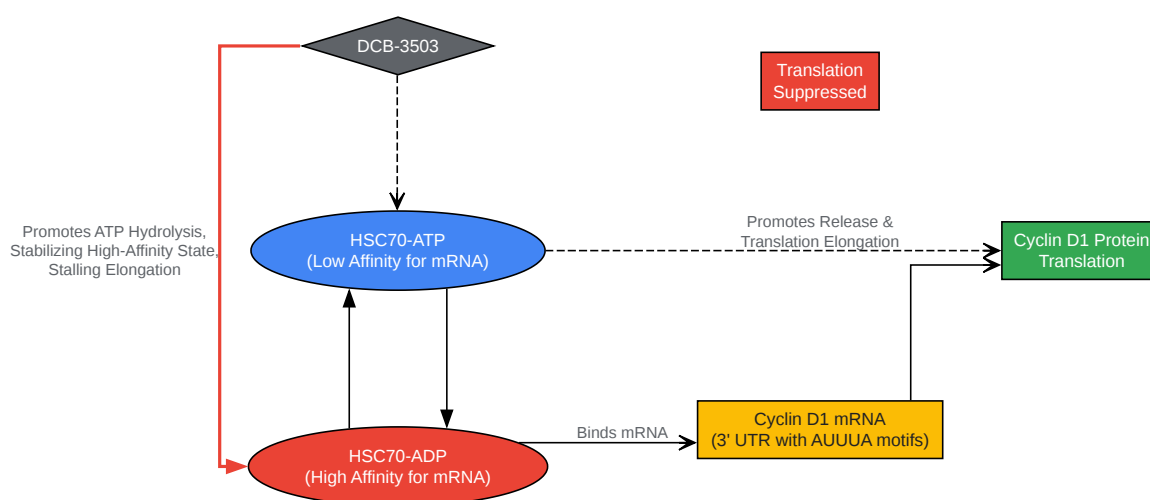 DCB-3503
Translation
Suppressed
Promotes ATP Hydrolysis,
Stabilizing High-Affinity State,
Stalling Elongation
HSC70-ATP
(Low Affinity for mRNA)
Promotes Release &
Translation Elongation
Cyclin D1 Protein
Translation
Binds mRNA
Cyclin D1 mRNA
(3' UTR with AUUUA motifs)
HSC70-ADP
(High Affinity for mRNA)